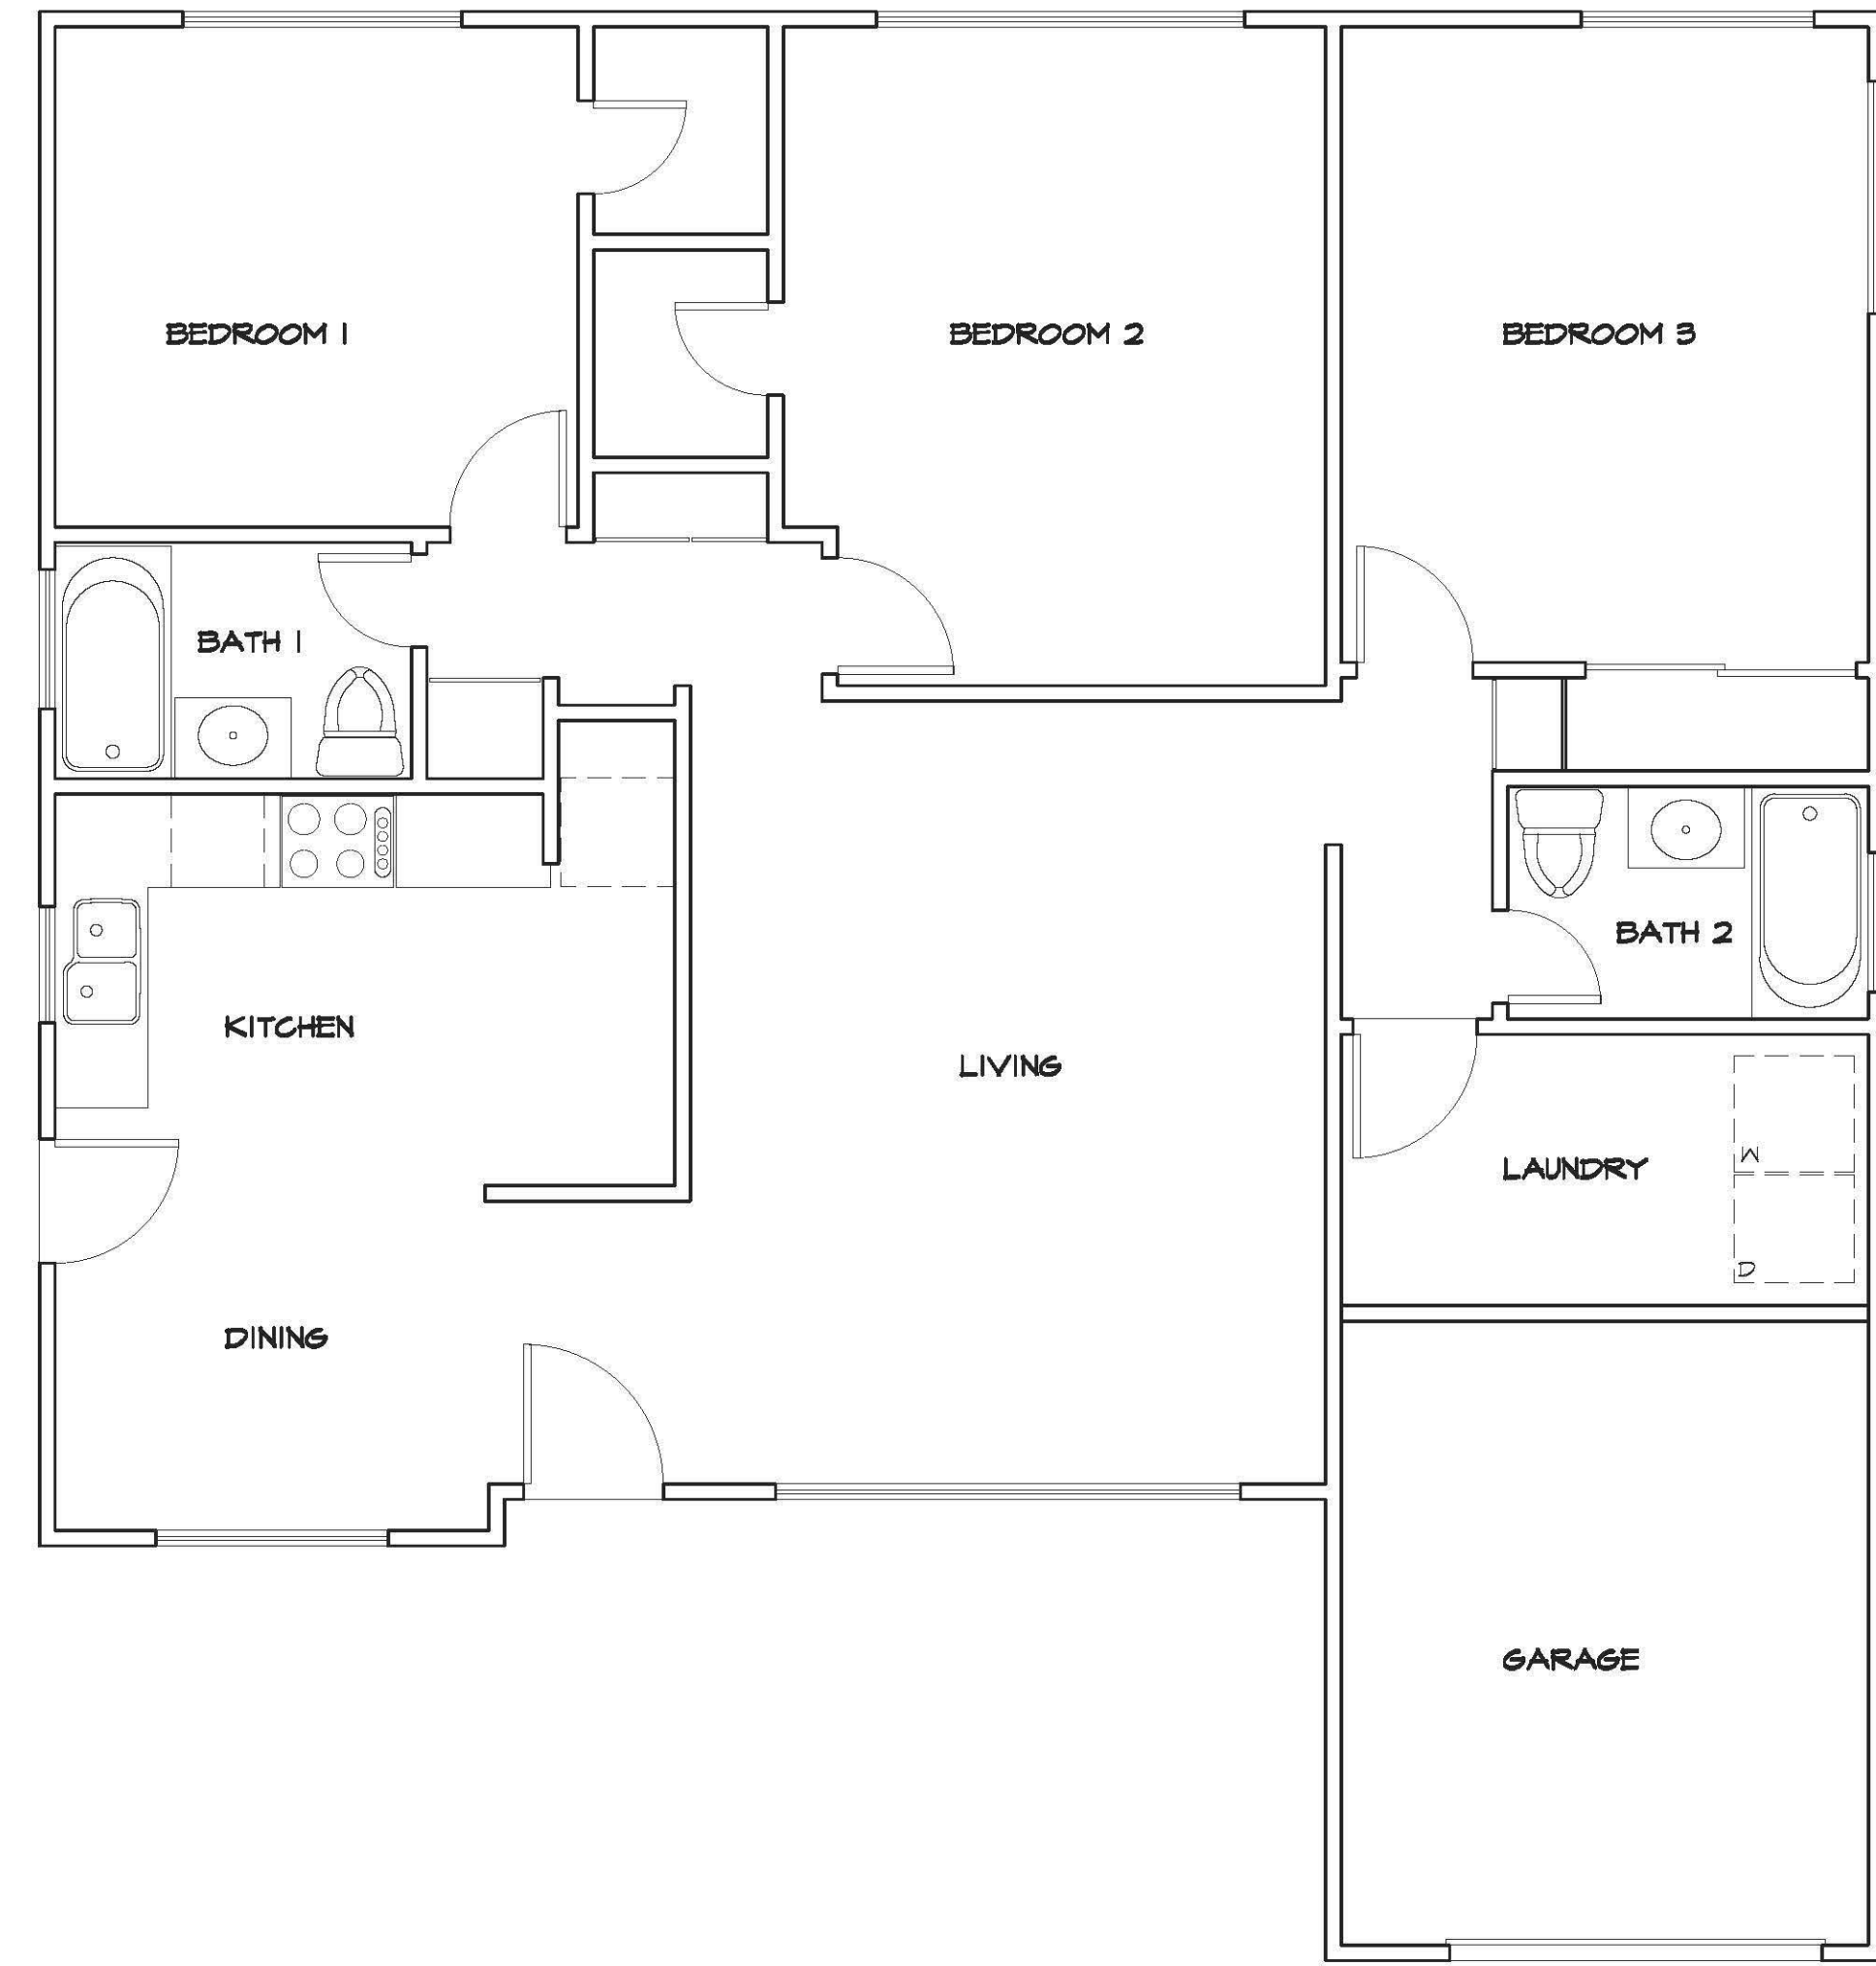 BEDROOM 1
BEDROOM 2
BEDROOM 3
BATH 1
BATH 2
KITCHEN
LIVING
W
LAUNDRY
D
DINING
GARAGE